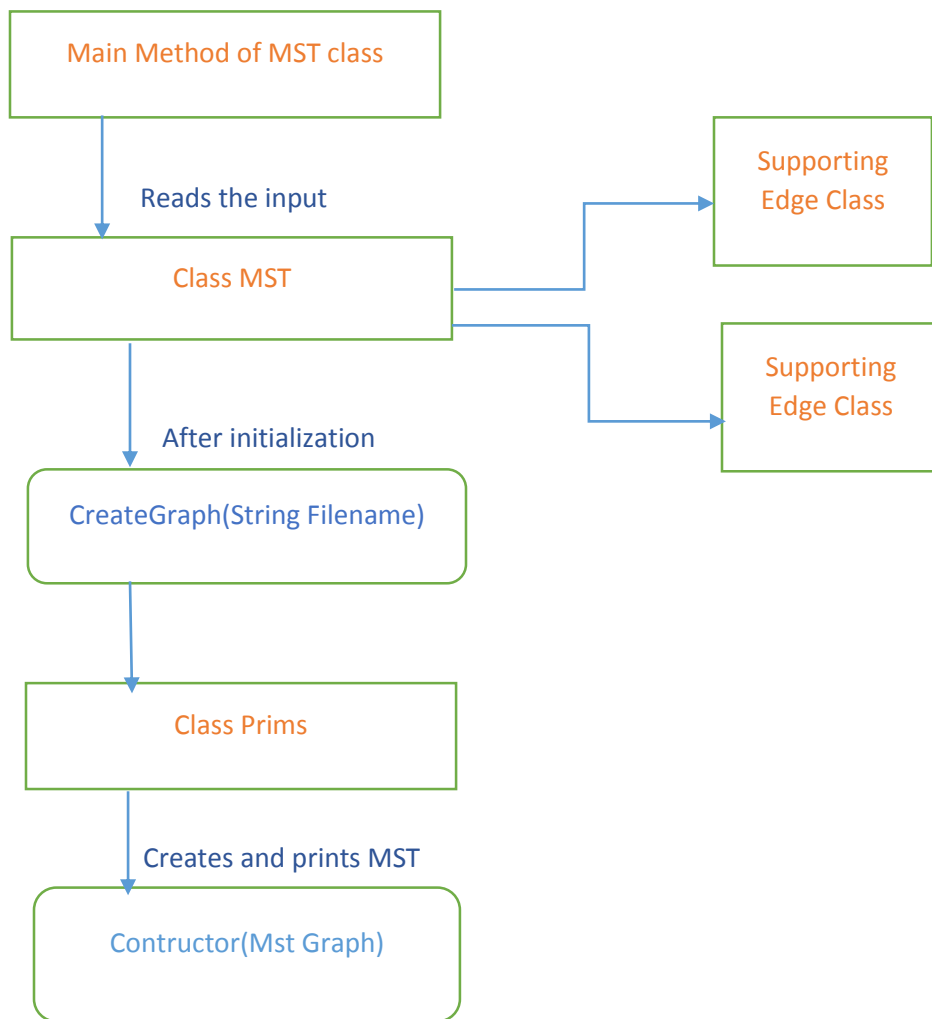 Main Method of MST class
Reads the input
Supporting
Edge Class
Class MST
Supporting
Edge Class
After initialization
CreateGraph(String Filename)
Class Prims
Creates and prints MST
Contructor(Mst Graph)